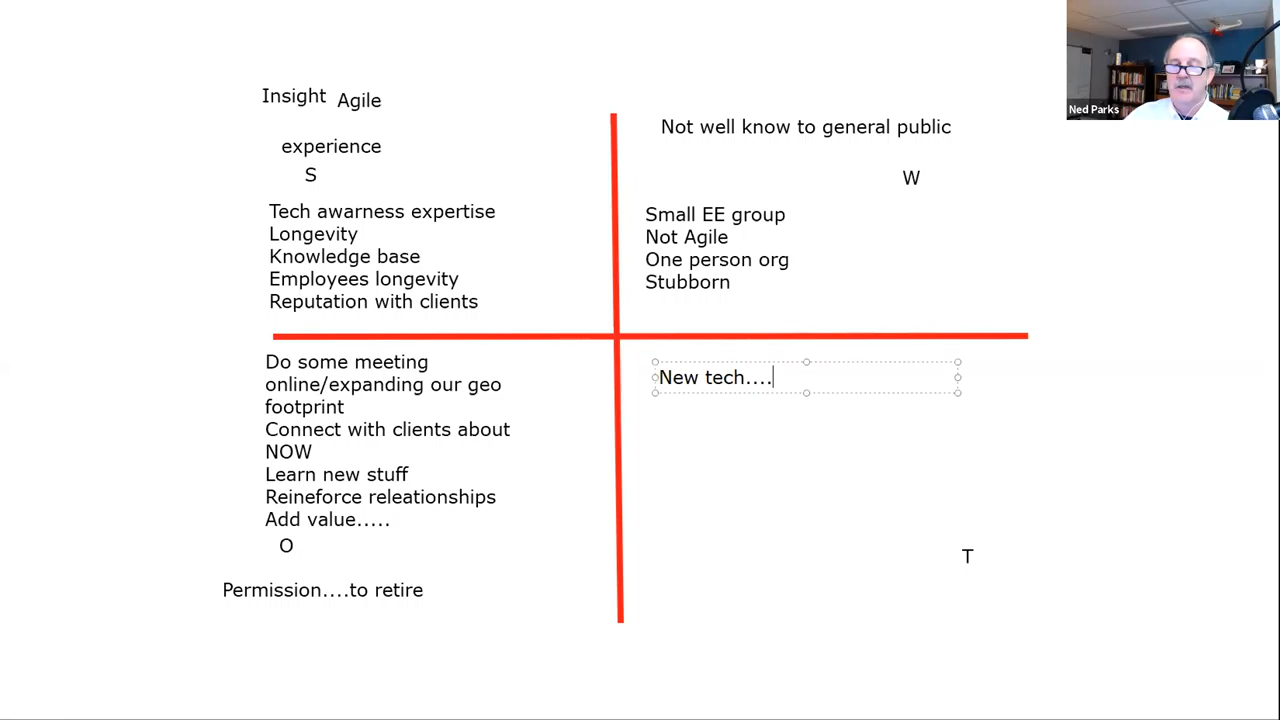 Insight Agile
experience
S
Tech awarness expertise
Longevity
Knowledge base
Employees longevity
Reputation with clients
Not well know to general public
W
Small EE group
Not Agile
One person org
Stubborn
Do some meeting
online/expanding our geo
footprint
Connect with clients about
NOW
Learn new stuff
Reineforce releationships
Add value.....
O
Permission....to retire
New tech....
T
Ned Parks